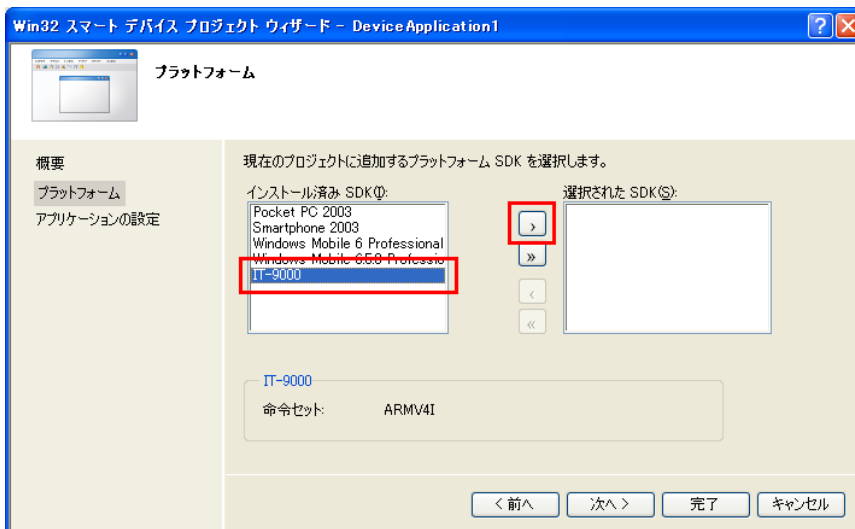 Win32 スマート デバイス プロジェクト ウィザード - DeviceApplication1
プラットフォーム
概要
プラットフォーム
アプリケーションの設定
現在のプロジェクトに追加するプラットフォーム SDK を選択します。
インストール済み SDK(I):
Pocket PC 2003
Smartphone 2003
Windows Mobile 6 Professional
Windows Mobile 6.5.3 Professio
IT-9000
>
»
<
«
選択された SDK(S):
IT-9000
命令セット: ARMV4I
< 前へ
次へ >
完了
キャンセル